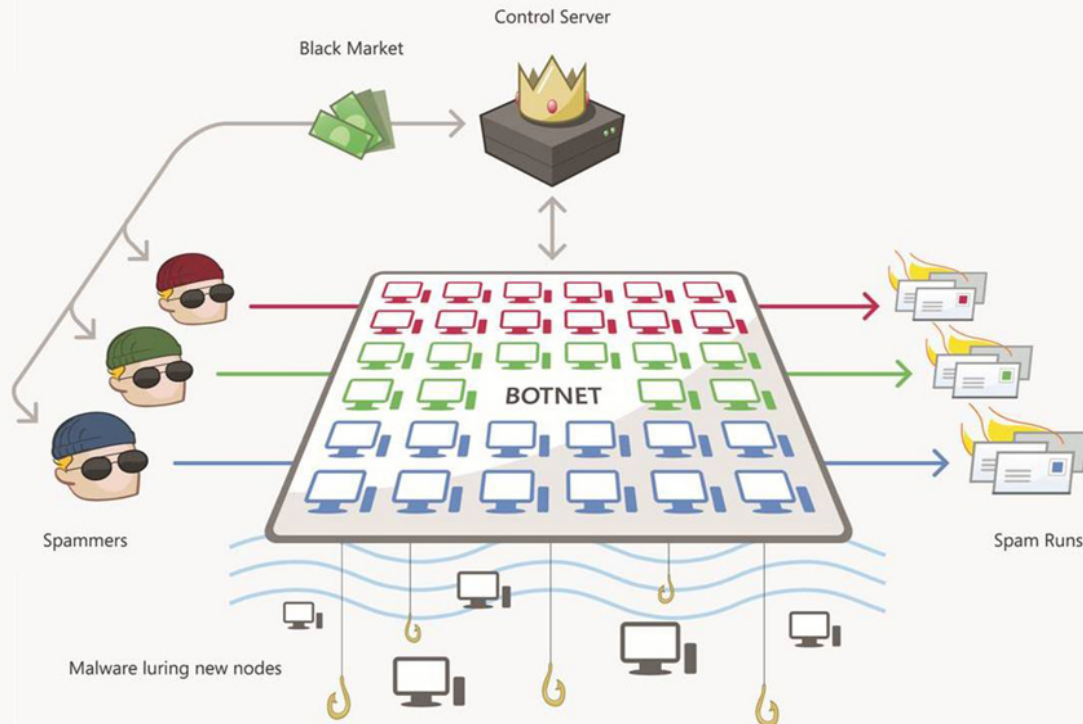 Control Server
Black Market
BOTNET
Spammers
Spam Runs
Malware luring new nodes